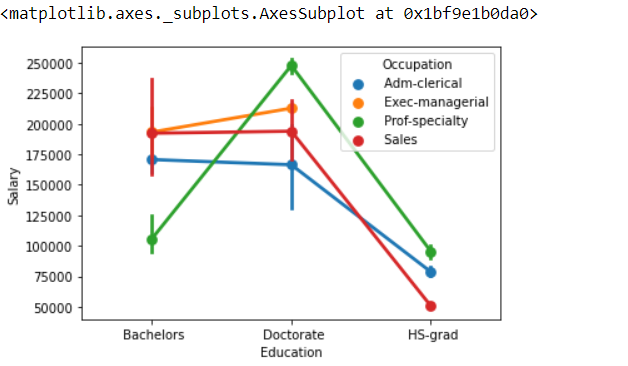 <matplotlib.axes._subplots.AxesSubplot at 0x1bf9e1b0da0>
Occupation
Adm-clerical
Exec-managerial
Prof-specialty
Sales
250000
225000
200000
175000
150000
125000
100000
75000
50000
Salary
Bachelors Doctorate HS-grad
Education